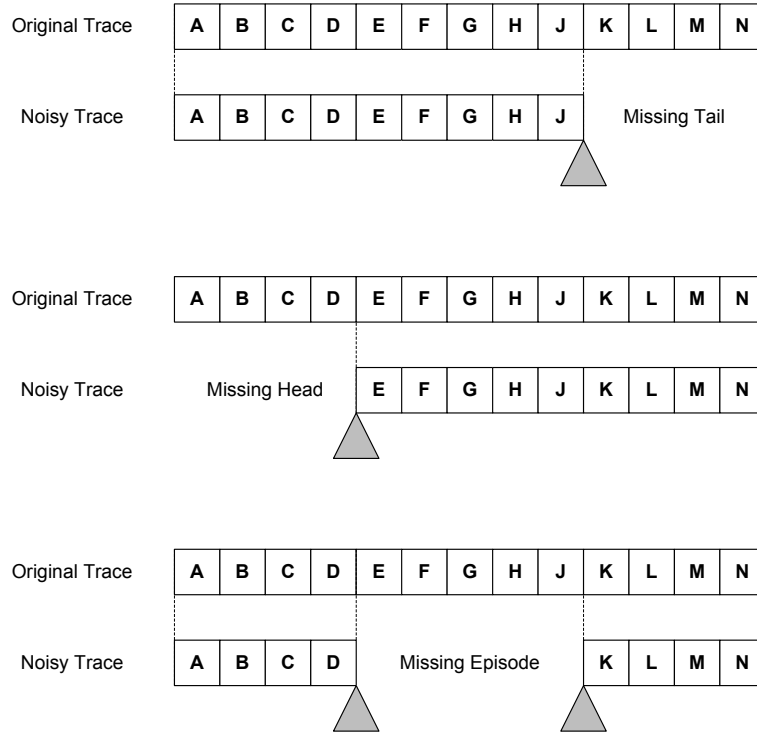 Original Trace A B C D E F G H J K L M N
Noisy Trace A B C D E F G H J Missing Tail
Original Trace A B C D E F G H J K L M N
Noisy Trace Missing Head E F G H J K L M N
Original Trace A B C D E F G H J K L M N
Noisy Trace A B C D Missing Episode K L M N